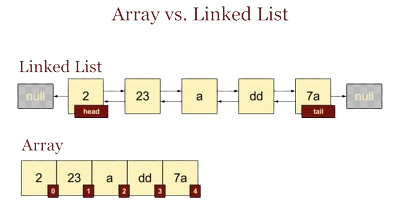 Array vs. Linked List
Linked List
null 2 23 a dd 7a null
head tail
Array
2 23 a dd 7a
0 1 2 3 4